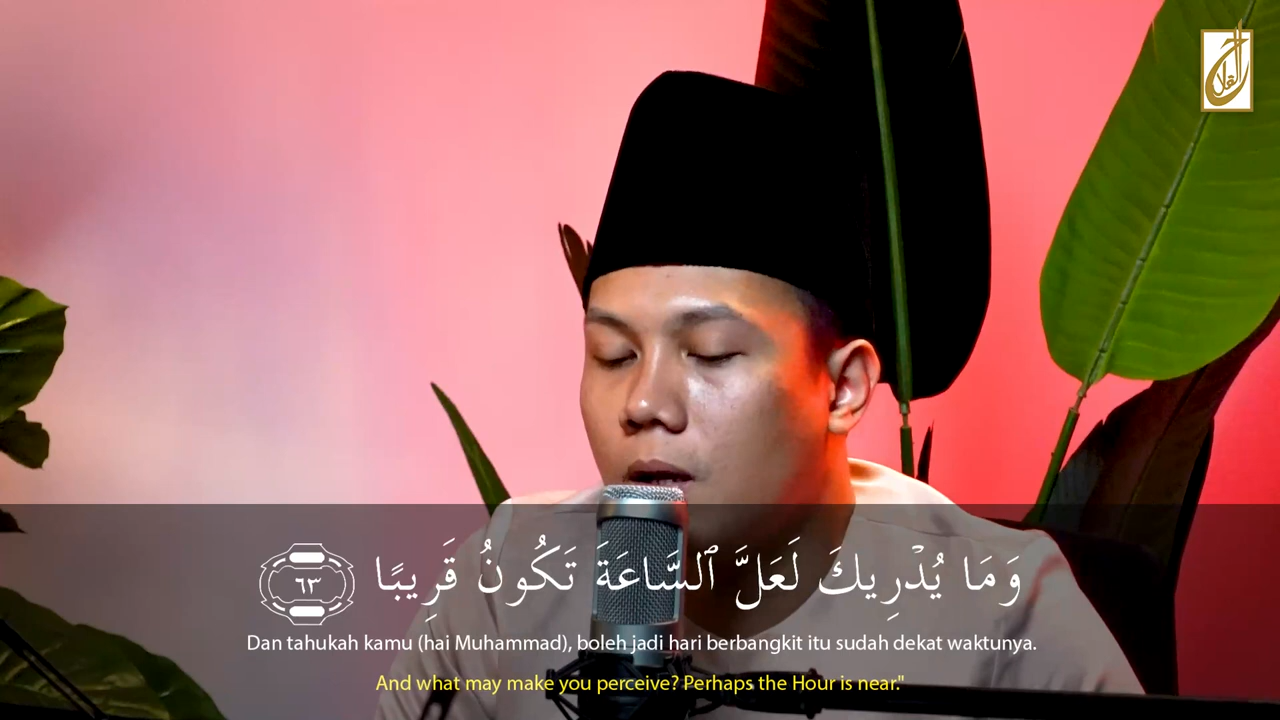 العلا
وَمَا يُدْرِيكَ لَعَلَّ ٱلسَّاعَةَ تَكُونُ قَرِيبًا ٦٣
Dan tahukah kamu (hai Muhammad), boleh jadi hari berbangkit itu sudah dekat waktunya.
And what may make you perceive? Perhaps the Hour is near."